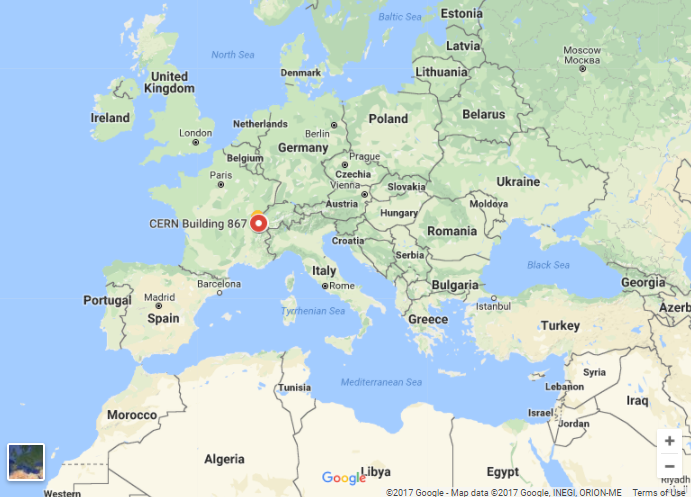 Baltic Sea
Estonia
Latvia
Moscow
Москва
North Sea
Denmark
Lithuania
United
Kingdom
Ireland
Belarus
London
Netherlands
Berlin
Poland
Germany
Belgium
Prague
Paris
Czechia
Vienna
Slovakia
Ukraine
Austria
Moldova
Hungary
CERN Building 867
Romania
Croatia
Serbia
Black Sea
Italy
Barcelona
Rome
Bulgaria
Georgia
Portugal
Madrid
Spain
Tyrrhenian Sea
Istanbul
Azerb
Greece
Turkey
Syria
Tunisia
Mediterranean Sea
Lebanon
Iraq
Morocco
Israel
Jordan
Algeria
Libya
Egypt
Google
Riyadh
Western
©2017 Google - Map data ©2017 Google, INEGI, ORION-ME
Terms of Use